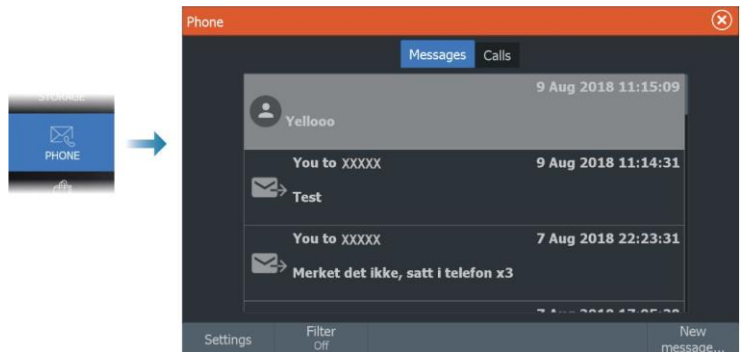 Phone
Messages Calls
9 Aug 2018 11:15:09
Yellooo
STORAGE
PHONE
You to XXXXX 9 Aug 2018 11:14:31
Test
You to XXXXX 7 Aug 2018 22:23:31
Merket det ikke, satt i telefon x3
Settings
Filter
Off
New
message...